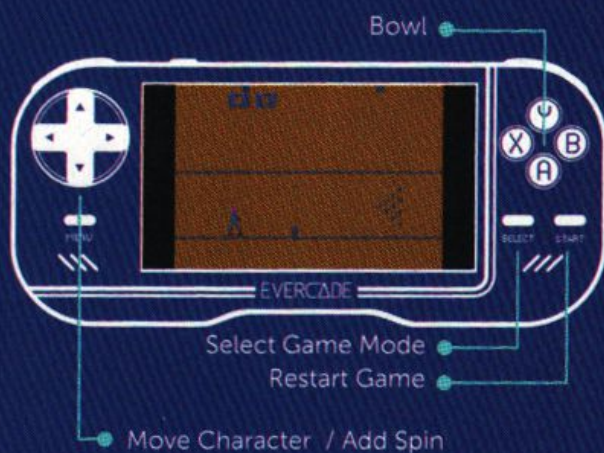 Bowl
Y
X B
A
MENU
SELECT START
EVERCADE
Select Game Mode
Restart Game
Move Character / Add Spin